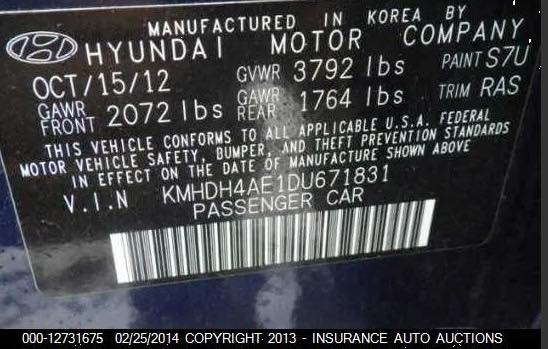 MANUFACTURED IN KOREA BY
HYUNDAI MOTOR COMPANY
OCT/15/12 GVWR 3792 lbs PAINT S7U
GAWR FRONT 2072 lbs GAWR REAR 1764 lbs TRIM RAS
THIS VEHICLE CONFORMS TO ALL APPLICABLE U.S.A. FEDERAL
MOTOR VEHICLE SAFETY, BUMPER, AND THEFT PREVENTION STANDARDS
IN EFFECT ON THE DATE OF MANUFACTURE SHOWN ABOVE
V.I.N KMHDH4AE1DU671831
PASSENGER CAR
000-12731675 02/25/2014 COPYRIGHT 2013 - INSURANCE AUTO AUCTIONS